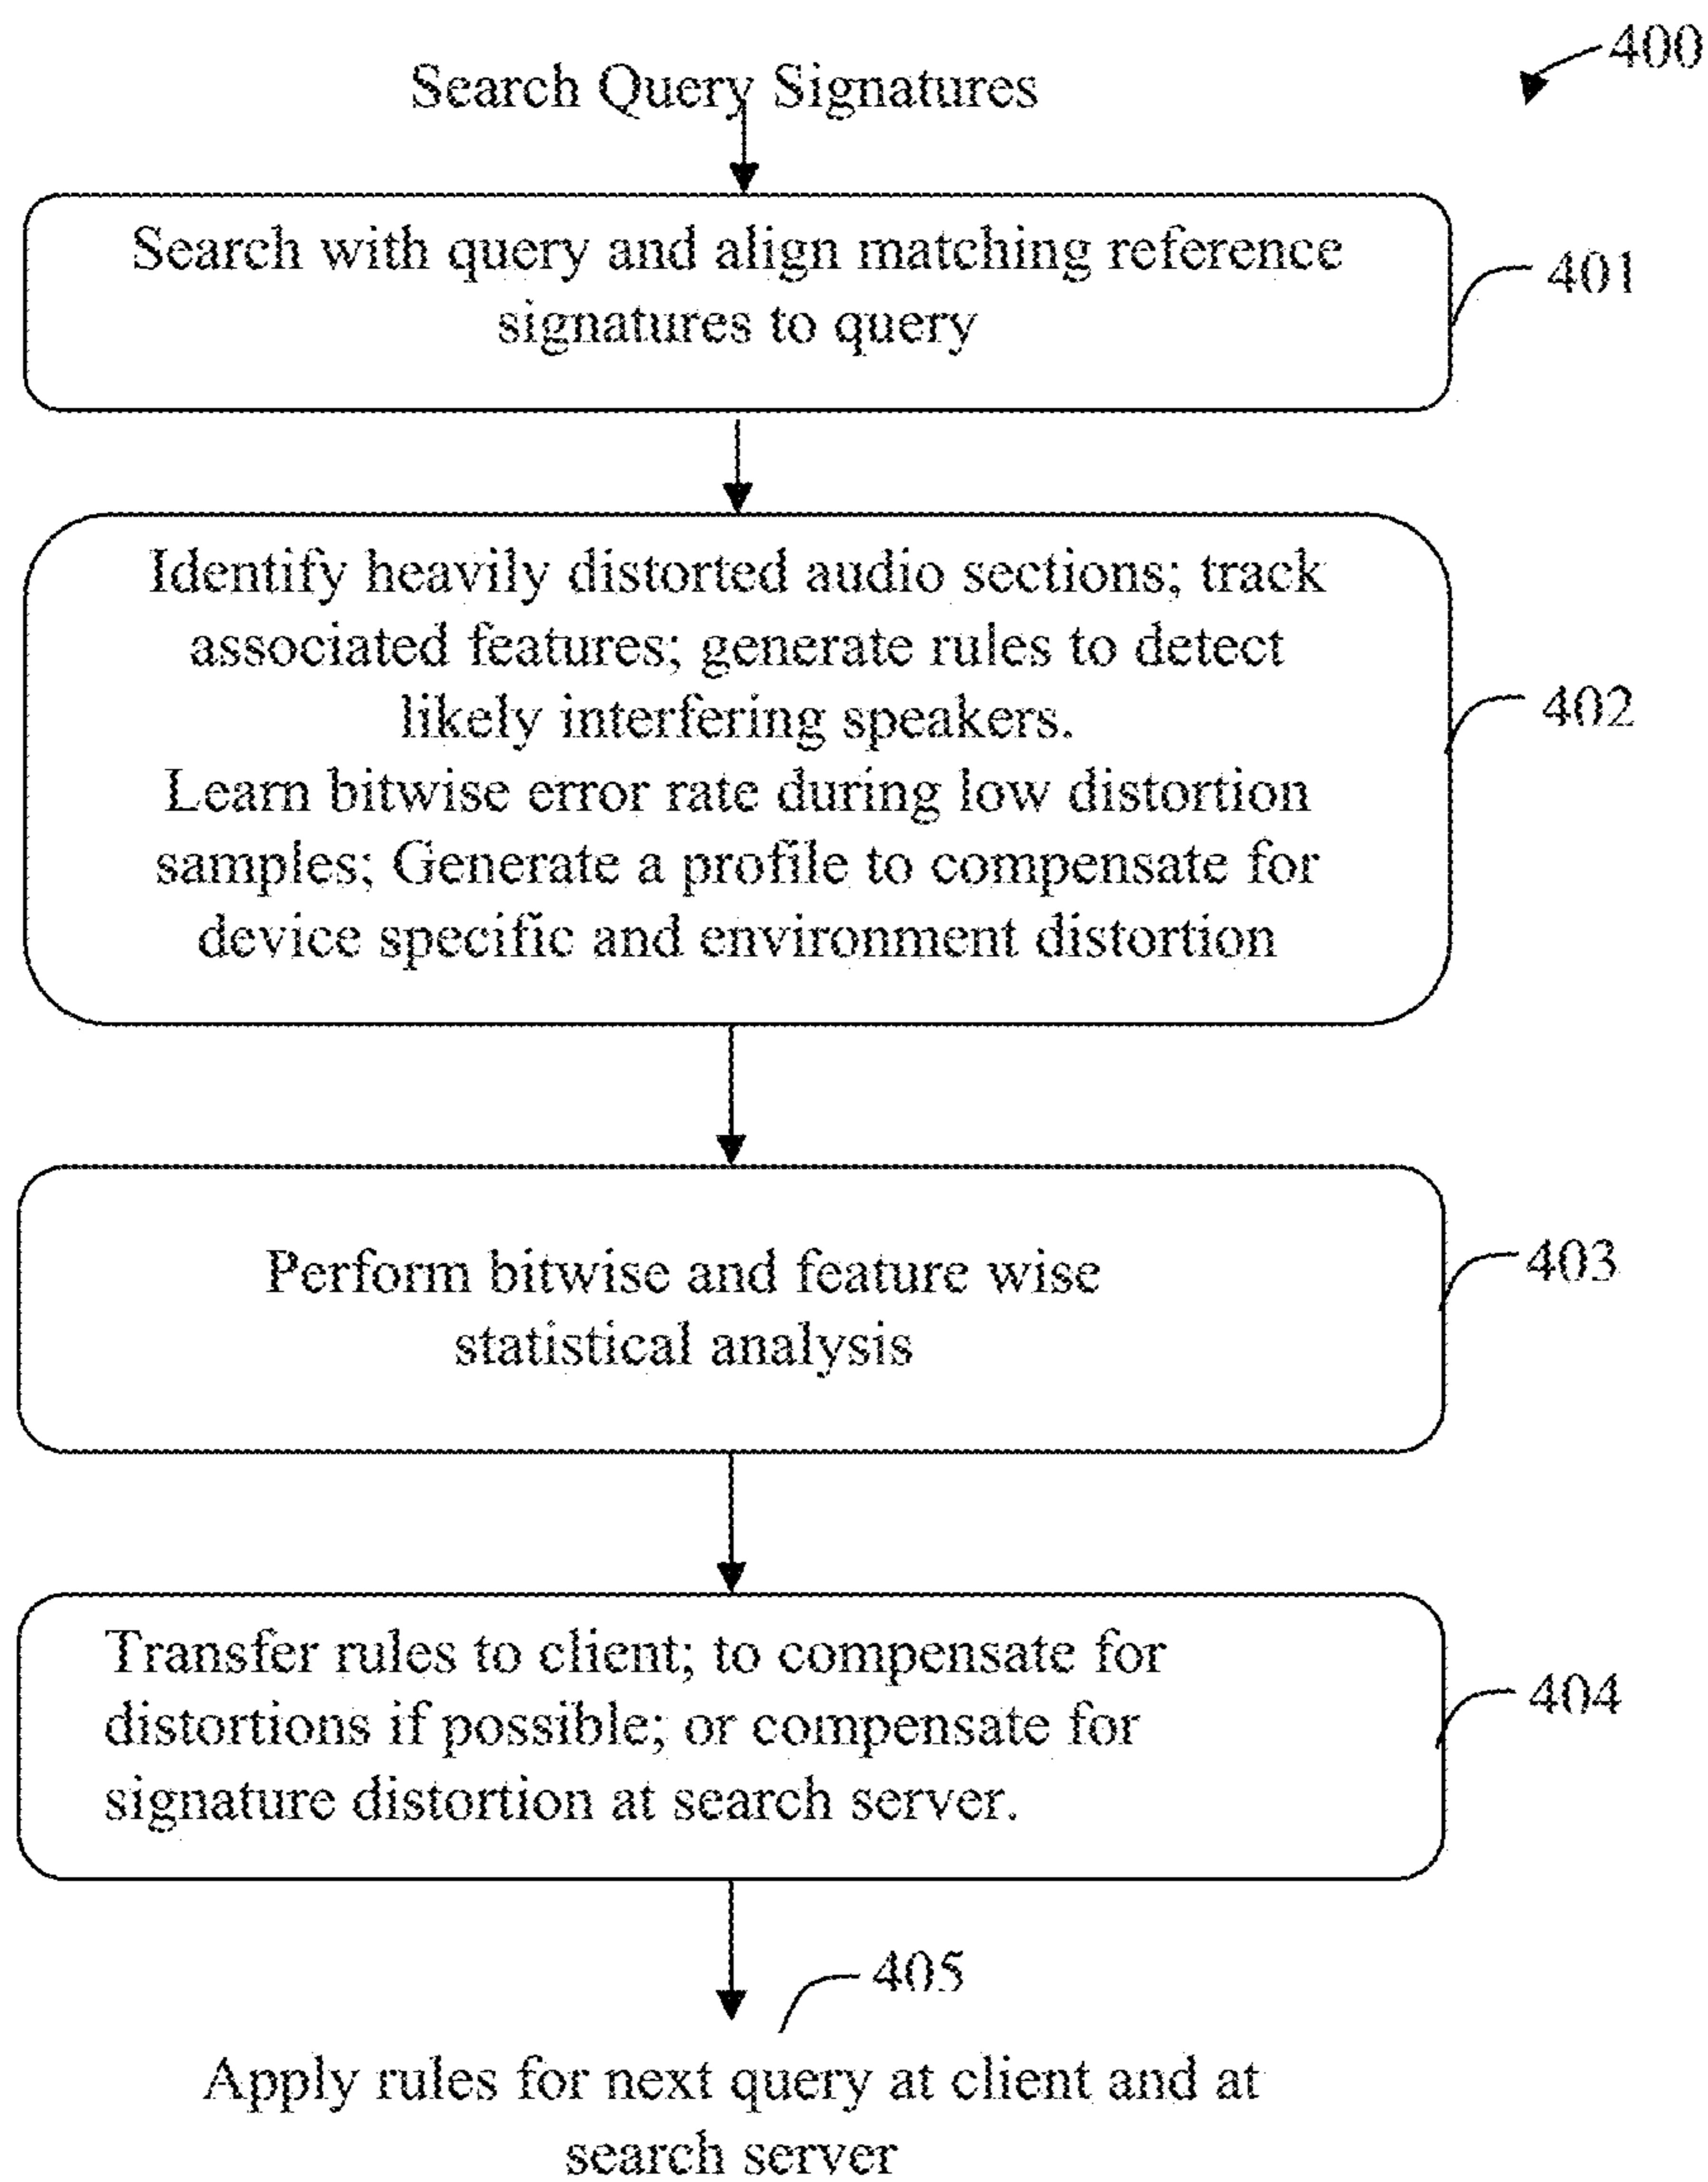 400
Search Query Signatures
Search with query and align matching reference
signatures to query
401
Identify heavily distorted audio sections; track
associated features; generate rules to detect
likely interfering speakers.
Learn bitwise error rate during low distortion
samples; Generate a profile to compensate for
device specific and environment distortion
402
Perform bitwise and feature wise
statistical analysis
403
Transfer rules to client; to compensate for
distortions if possible; or compensate for
signature distortion at search server.
404
405
Apply rules for next query at client and at
search server